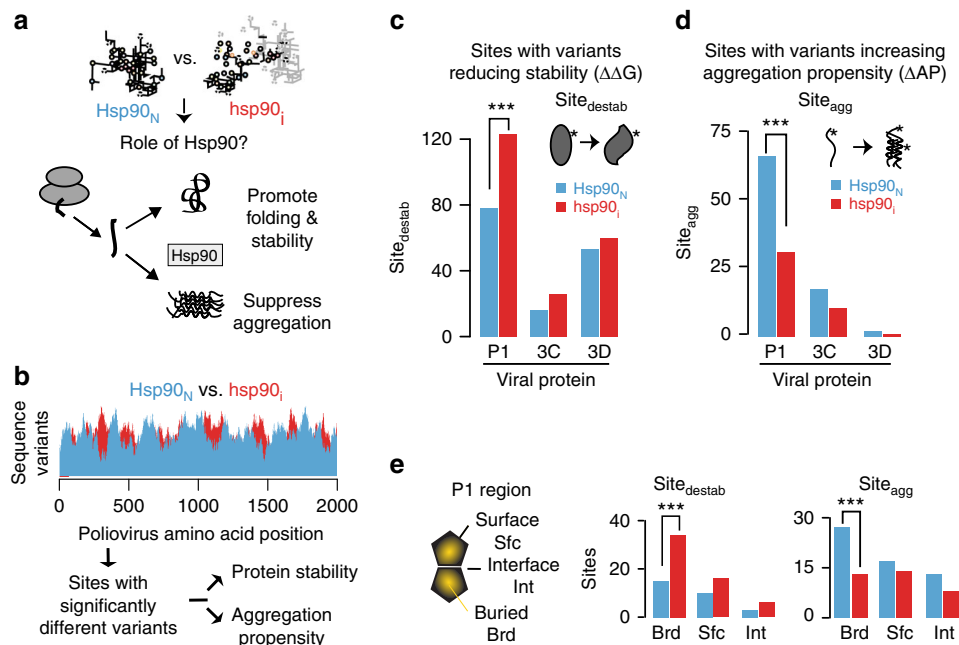 a
vs.
Hsp90N
hsp90i
Role of Hsp90?
Promote
folding &
stability
Hsp90
Suppress
aggregation
b
Hsp90N vs. hsp90i
Sequence
variants
0 500 1000 1500 2000
Poliovirus amino acid position
Sites with
significantly
different variants
Protein stability
Aggregation
propensity
c
Sites with variants
reducing stability (ΔΔG)
Sitedestab
***
* *
Hsp90N
hsp90i
Sitedestab
120
80
40
0
P1 3C 3D
Viral protein
d
Sites with variants increasing
aggregation propensity (ΔAP)
Siteagg
***
* * *
Hsp90N
hsp90i
Siteagg
75
50
25
0
P1 3C 3D
Viral protein
e
P1 region
Surface
Sfc
Interface
Int
Buried
Brd
Sitedestab
***
Sites
40
20
0
Brd Sfc Int
Siteagg
***
30
15
0
Brd Sfc Int